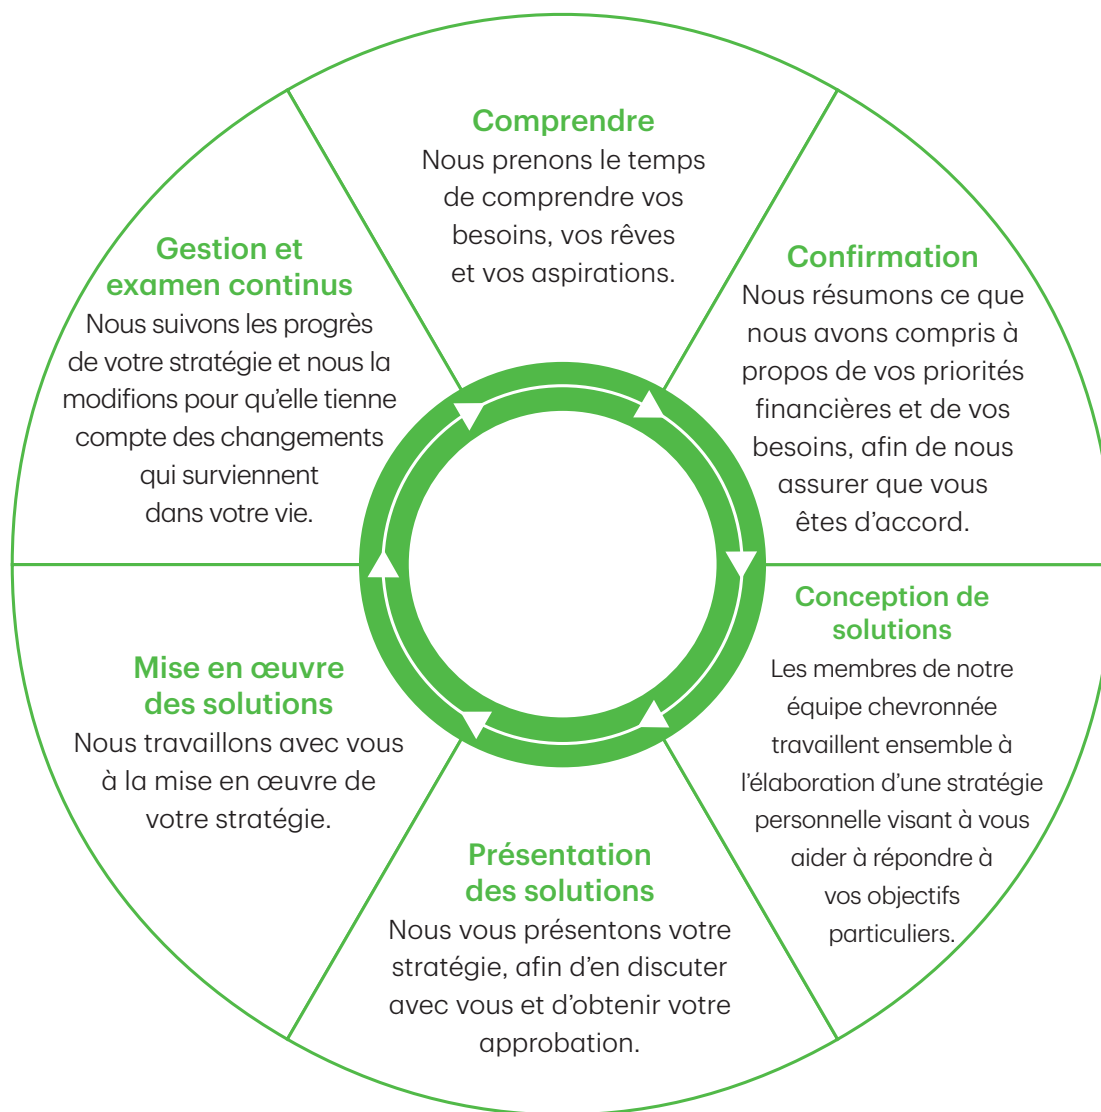 Comprendre
Nous prenons le temps
de comprendre vos
besoins, vos rêves
et vos aspirations.
Confirmation
Nous résumons ce que
nous avons compris à
propos de vos priorités
financières et de vos
besoins, afin de nous
assurer que vous
êtes d’accord.
Conception de
solutions
Les membres de notre
équipe chevronnée
travaillent ensemble à
l’élaboration d’une stratégie
personnelle visant à vous
aider à répondre à
vos objectifs
particuliers.
Présentation
des solutions
Nous vous présentons votre
stratégie, afin d’en discuter
avec vous et d’obtenir votre
approbation.
Mise en œuvre
des solutions
Nous travaillons avec vous
à la mise en œuvre de
votre stratégie.
Gestion et
examen continus
Nous suivons les progrès
de votre stratégie et nous la
modifions pour qu’elle tienne
compte des changements
qui surviennent
dans votre vie.